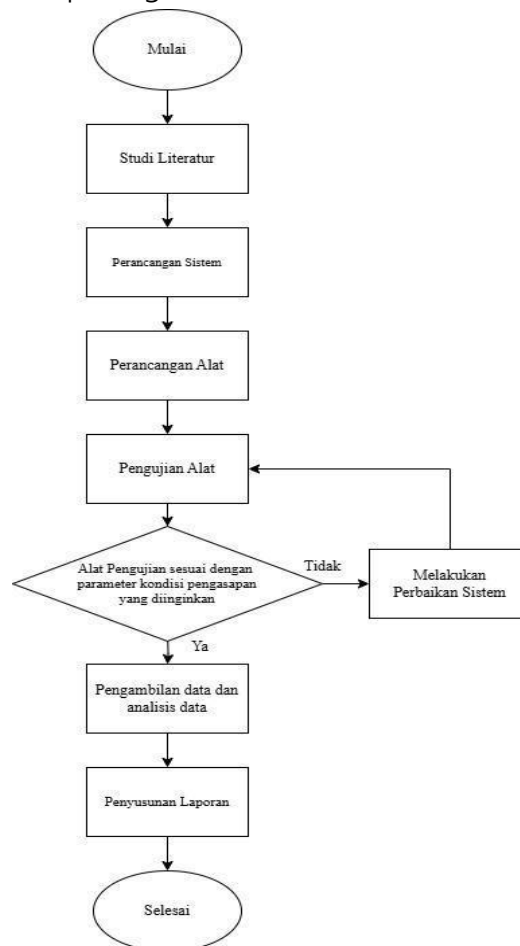 Mulai
Studi Literatur
Perancangan Sistem
Perancangan Alat
Pengujian Alat
Alat Pengujian sesuai dengan
parameter kondisi pengasapan
yang diinginkan
Tidak
Melakukan
Perbaikan Sistem
Ya
Pengambilan data dan
analisis data
Penyusunan Laporan
Selesai